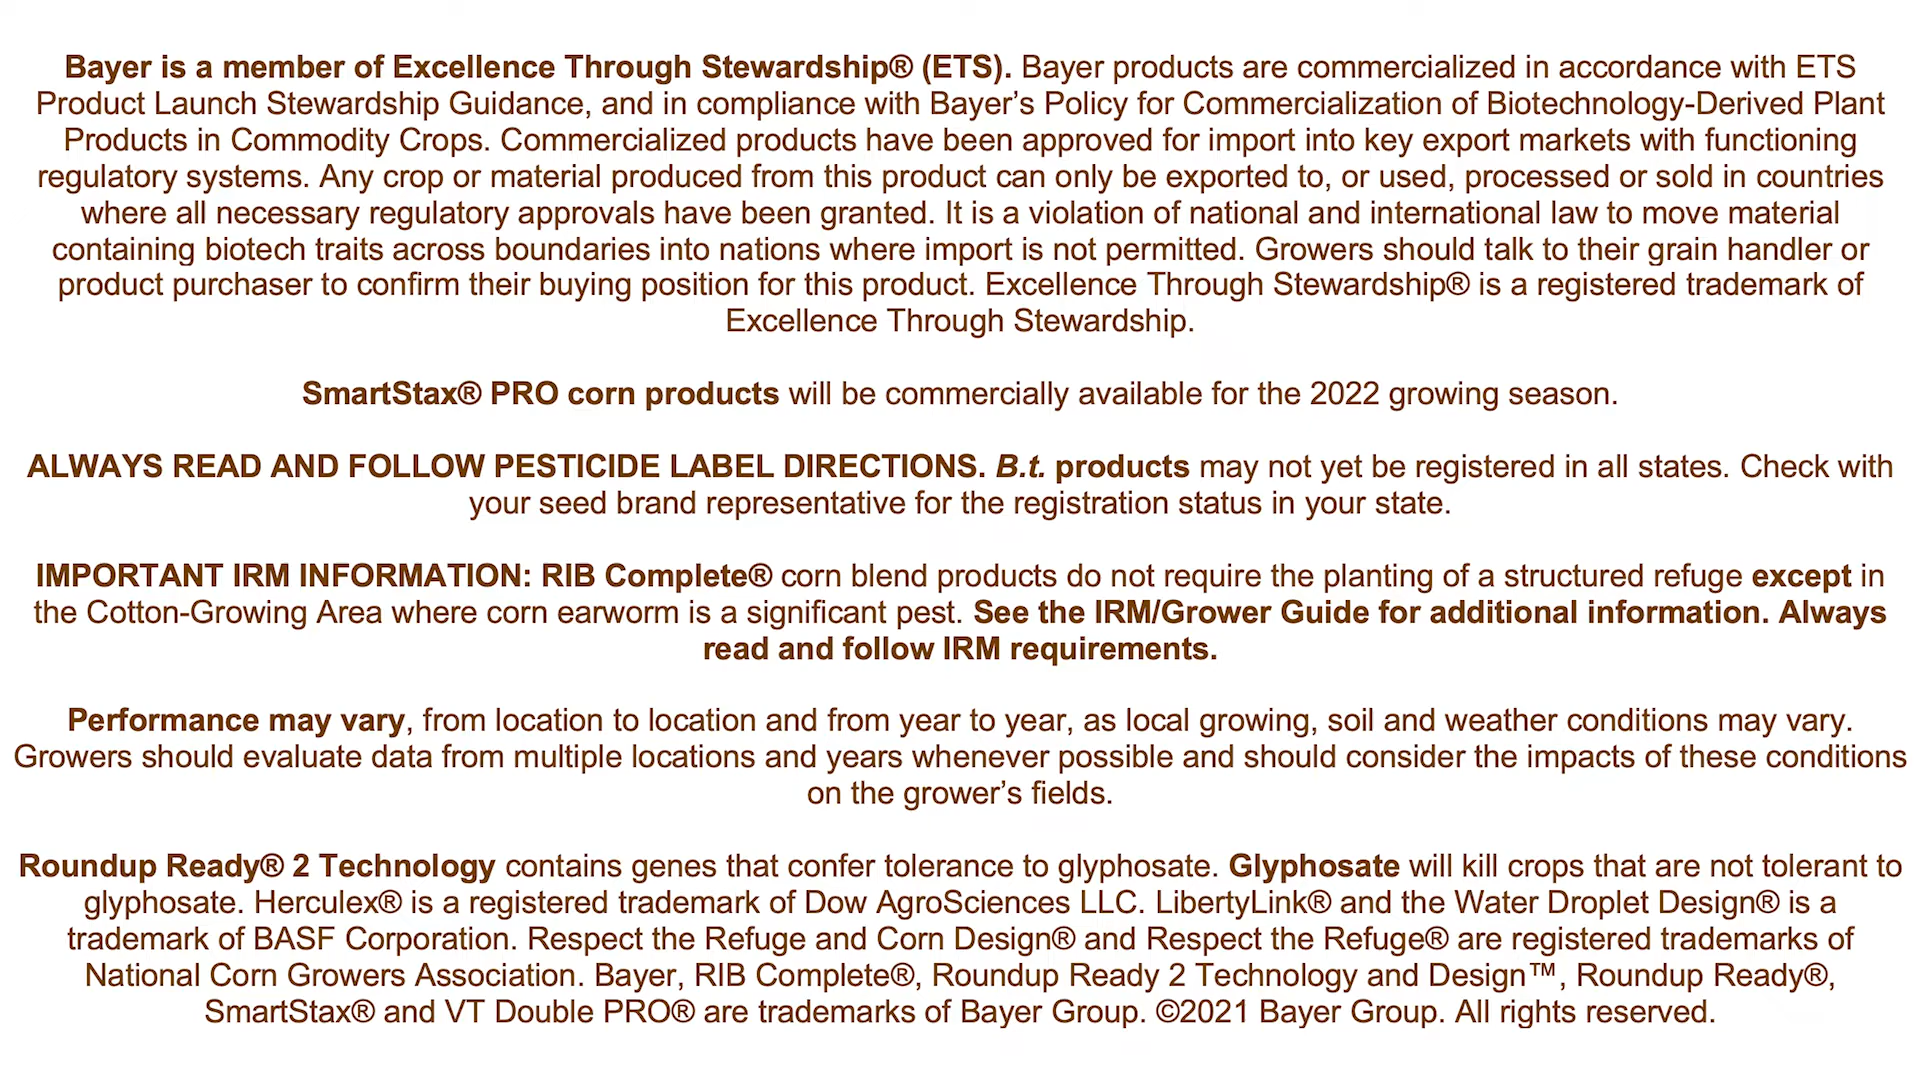 Bayer is a member of Excellence Through Stewardship® (ETS). Bayer products are commercialized in accordance with ETS
Product Launch Stewardship Guidance, and in compliance with Bayer’s Policy for Commercialization of Biotechnology-Derived Plant
Products in Commodity Crops. Commercialized products have been approved for import into key export markets with functioning
regulatory systems. Any crop or material produced from this product can only be exported to, or used, processed or sold in countries
where all necessary regulatory approvals have been granted. It is a violation of national and international law to move material
containing biotech traits across boundaries into nations where import is not permitted. Growers should talk to their grain handler or
product purchaser to confirm their buying position for this product. Excellence Through Stewardship® is a registered trademark of
Excellence Through Stewardship.
SmartStax® PRO corn products will be commercially available for the 2022 growing season.
ALWAYS READ AND FOLLOW PESTICIDE LABEL DIRECTIONS. B.t. products may not yet be registered in all states. Check with
your seed brand representative for the registration status in your state.
IMPORTANT IRM INFORMATION: RIB Complete® corn blend products do not require the planting of a structured refuge except in
the Cotton-Growing Area where corn earworm is a significant pest. See the IRM/Grower Guide for additional information. Always
read and follow IRM requirements.
Performance may vary, from location to location and from year to year, as local growing, soil and weather conditions may vary.
Growers should evaluate data from multiple locations and years whenever possible and should consider the impacts of these conditions
on the grower’s fields.
Roundup Ready® 2 Technology contains genes that confer tolerance to glyphosate. Glyphosate will kill crops that are not tolerant to
glyphosate. Herculex® is a registered trademark of Dow AgroSciences LLC. LibertyLink® and the Water Droplet Design® is a
trademark of BASF Corporation. Respect the Refuge and Corn Design® and Respect the Refuge® are registered trademarks of
National Corn Growers Association. Bayer, RIB Complete®, Roundup Ready 2 Technology and Design™, Roundup Ready®,
SmartStax® and VT Double PRO® are trademarks of Bayer Group. ©2021 Bayer Group. All rights reserved.